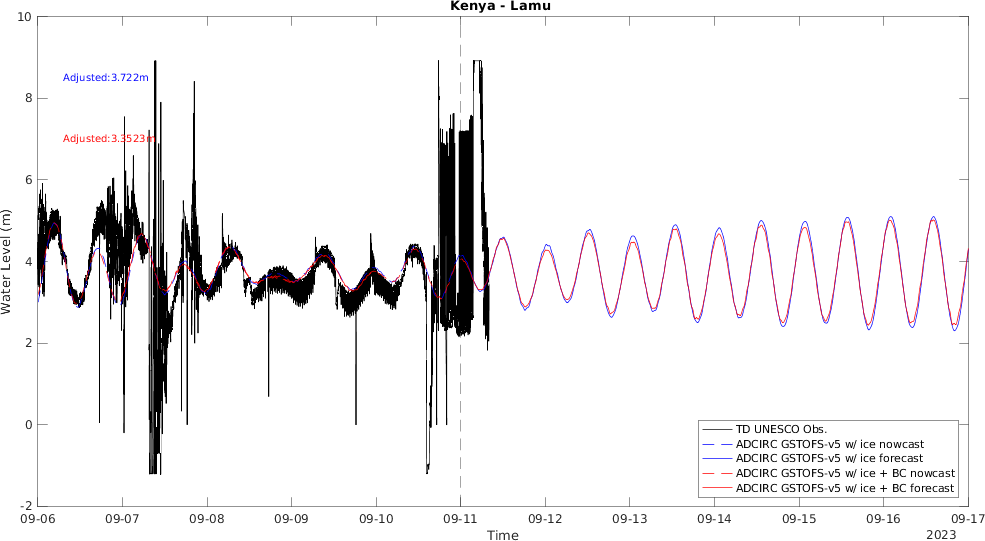 Kenya - Lamu
10
8
6
4
2
0
-2
Water Level (m)
Adjusted:3.722m
Adjusted:3.3523m
TD UNESCO Obs.
ADCIRC GSTOFS-v5 w/ ice nowcast
ADCIRC GSTOFS-v5 w/ ice forecast
ADCIRC GSTOFS-v5 w/ ice + BC nowcast
ADCIRC GSTOFS-v5 w/ ice + BC forecast
09-06 09-07 09-08 09-09 09-10 09-11 09-12 09-13 09-14 09-15 09-16 09-17
Time
2023